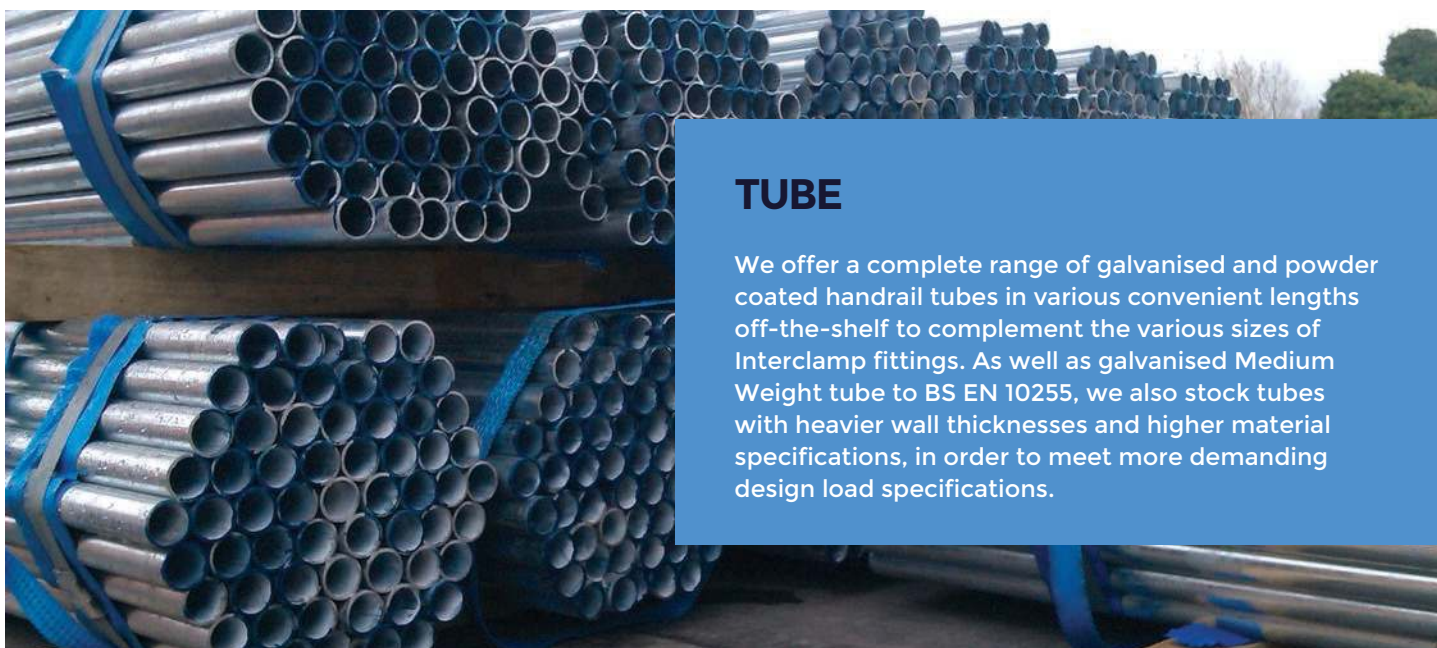 TUBE
We offer a complete range of galvanised and powder
coated handrail tubes in various convenient lengths
off-the-shelf to complement the various sizes of
Interclamp fittings. As well as galvanised Medium
Weight tube to BS EN 10255, we also stock tubes
with heavier wall thicknesses and higher material
specifications, in order to meet more demanding
design load specifications.